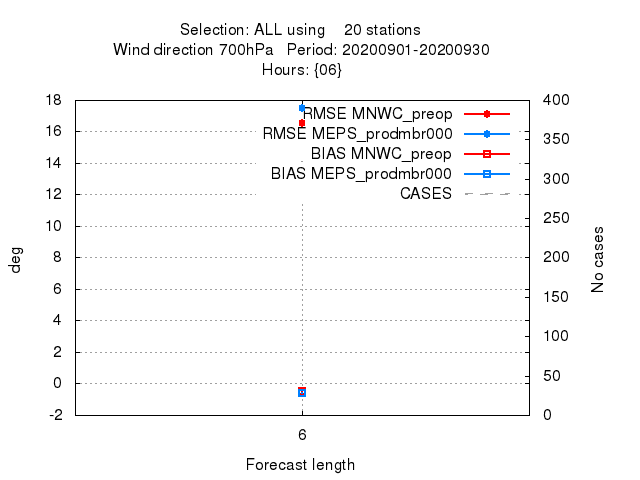 Selection: ALL using    20 stations
Wind direction 700hPa   Period: 20200901-20200930
Hours: {06}
RMSE MNWC_preop
RMSE MEPS_prodmbr000
BIAS MNWC_preop
BIAS MEPS_prodmbr000
CASES
18
16
14
12
10
8
6
4
2
0
-2
deg
400
350
300
250
200
150
100
50
0
No cases
6
Forecast length